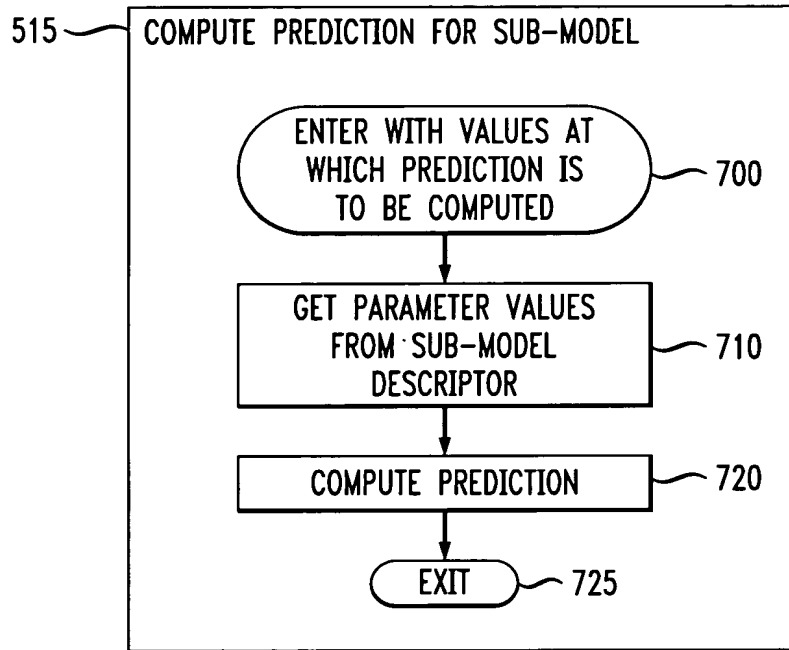 515 COMPUTE PREDICTION FOR SUB-MODEL
ENTER WITH VALUES AT
WHICH PREDICTION IS
TO BE COMPUTED
700
GET PARAMETER VALUES
FROM SUB-MODEL
DESCRIPTOR
710
COMPUTE PREDICTION
720
EXIT
725